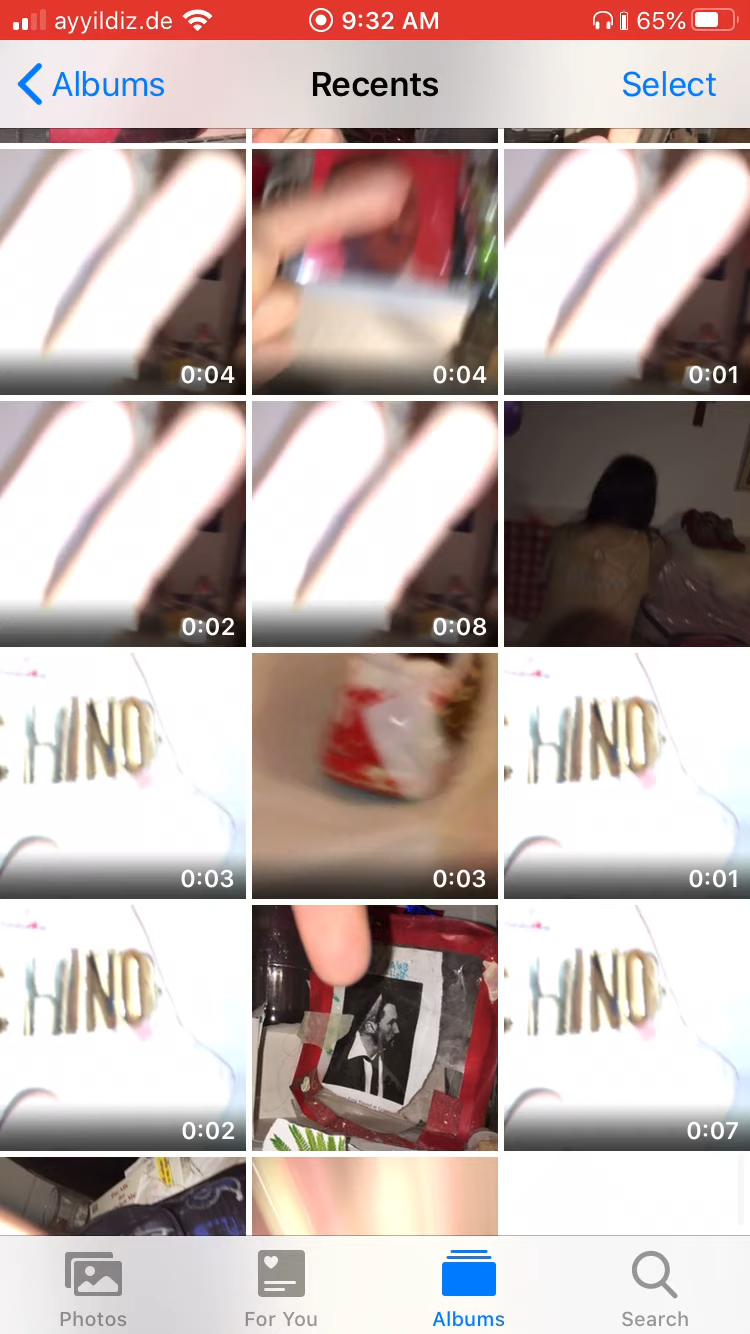 ayyildiz.de 9:32 AM 65%
Albums Recents Select
0:04 0:04 0:01
0:02 0:08
HINO HINO
0:03 0:03 0:01
HINO HINO
0:02 0:07
Photos For You Albums Search